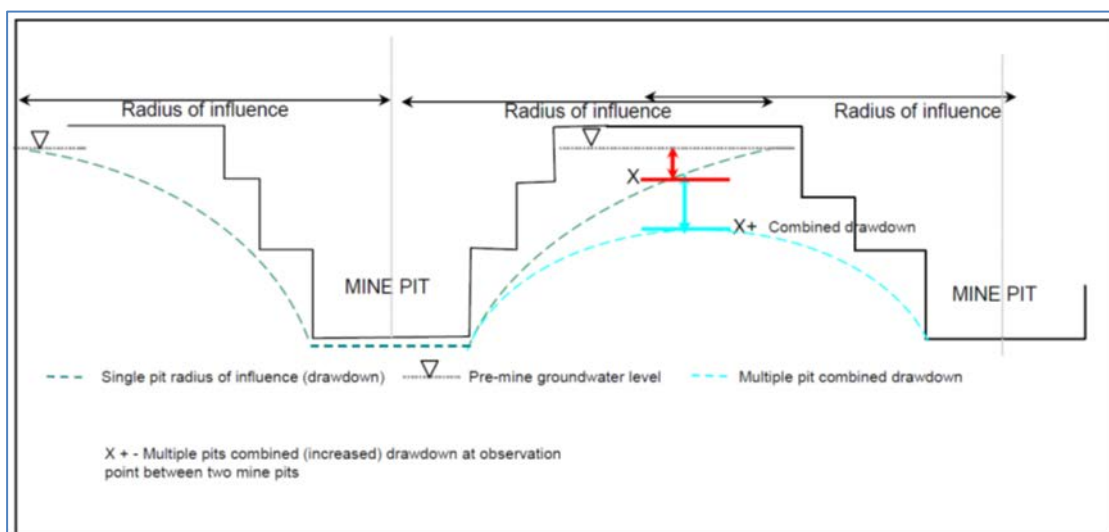 Radius of influence
Radius of influence
Radius of influence
X
X+ Combined drawdown
MINE PIT
MINE PIT
Single pit radius of influence (drawdown)
Pre-mine groundwater level
Multiple pit combined drawdown
X + - Multiple pits combined (increased) drawdown at observation
point between two mine pits